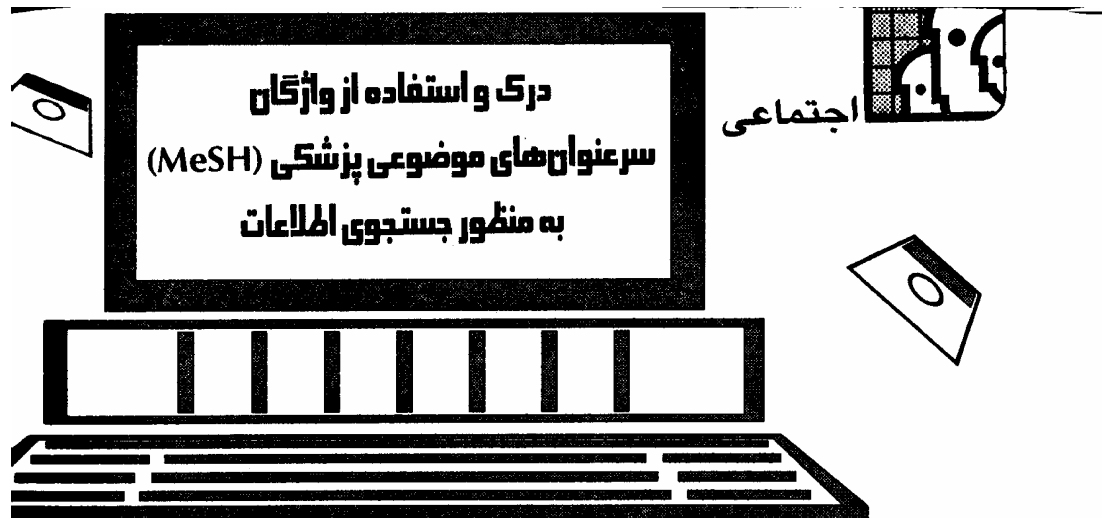 درک و استفاده از واژگان
سرعنوان‌های موضوعی پزشکی (MeSH)
به منظور جستجوی اطلاعات
اجتماعی